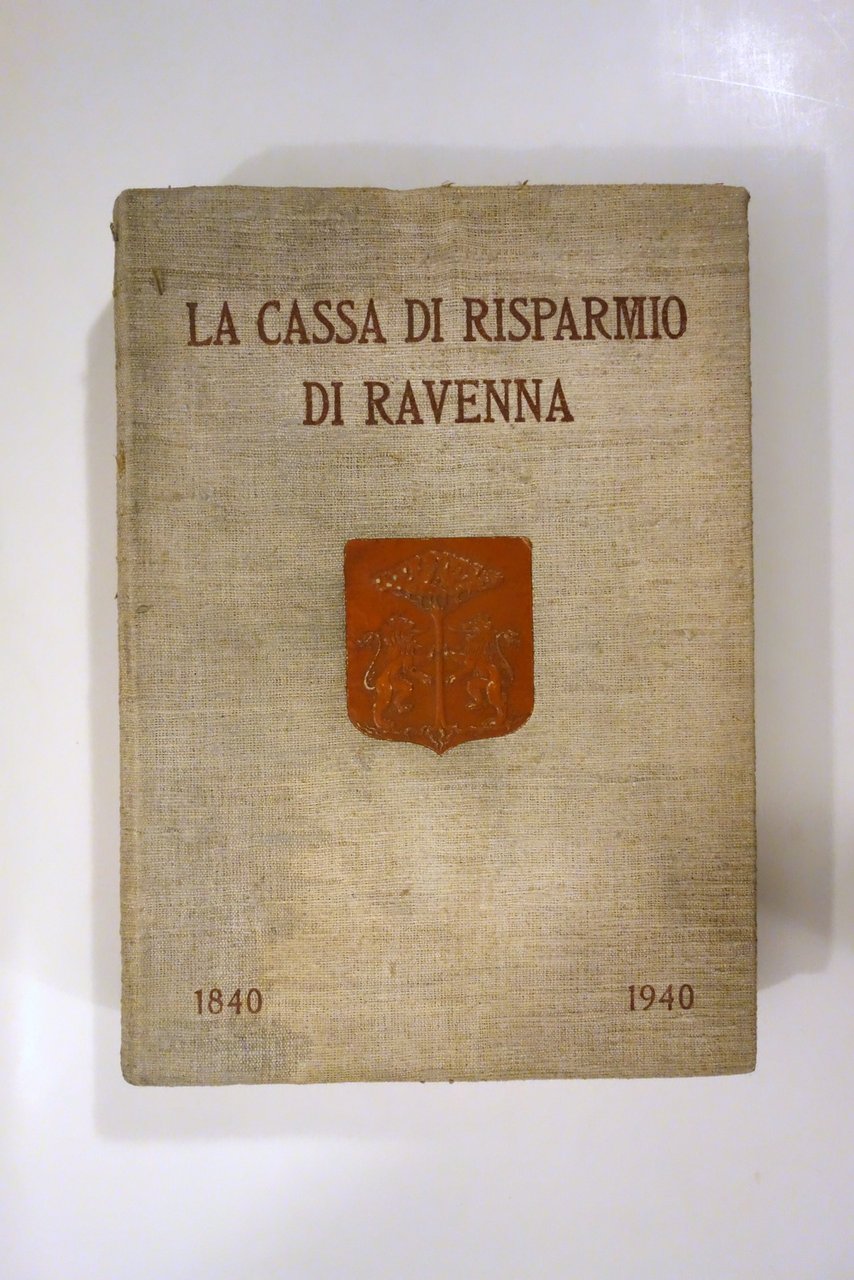 LA CASSA DI RISPARMIO
DI RAVENNA
1840 1940